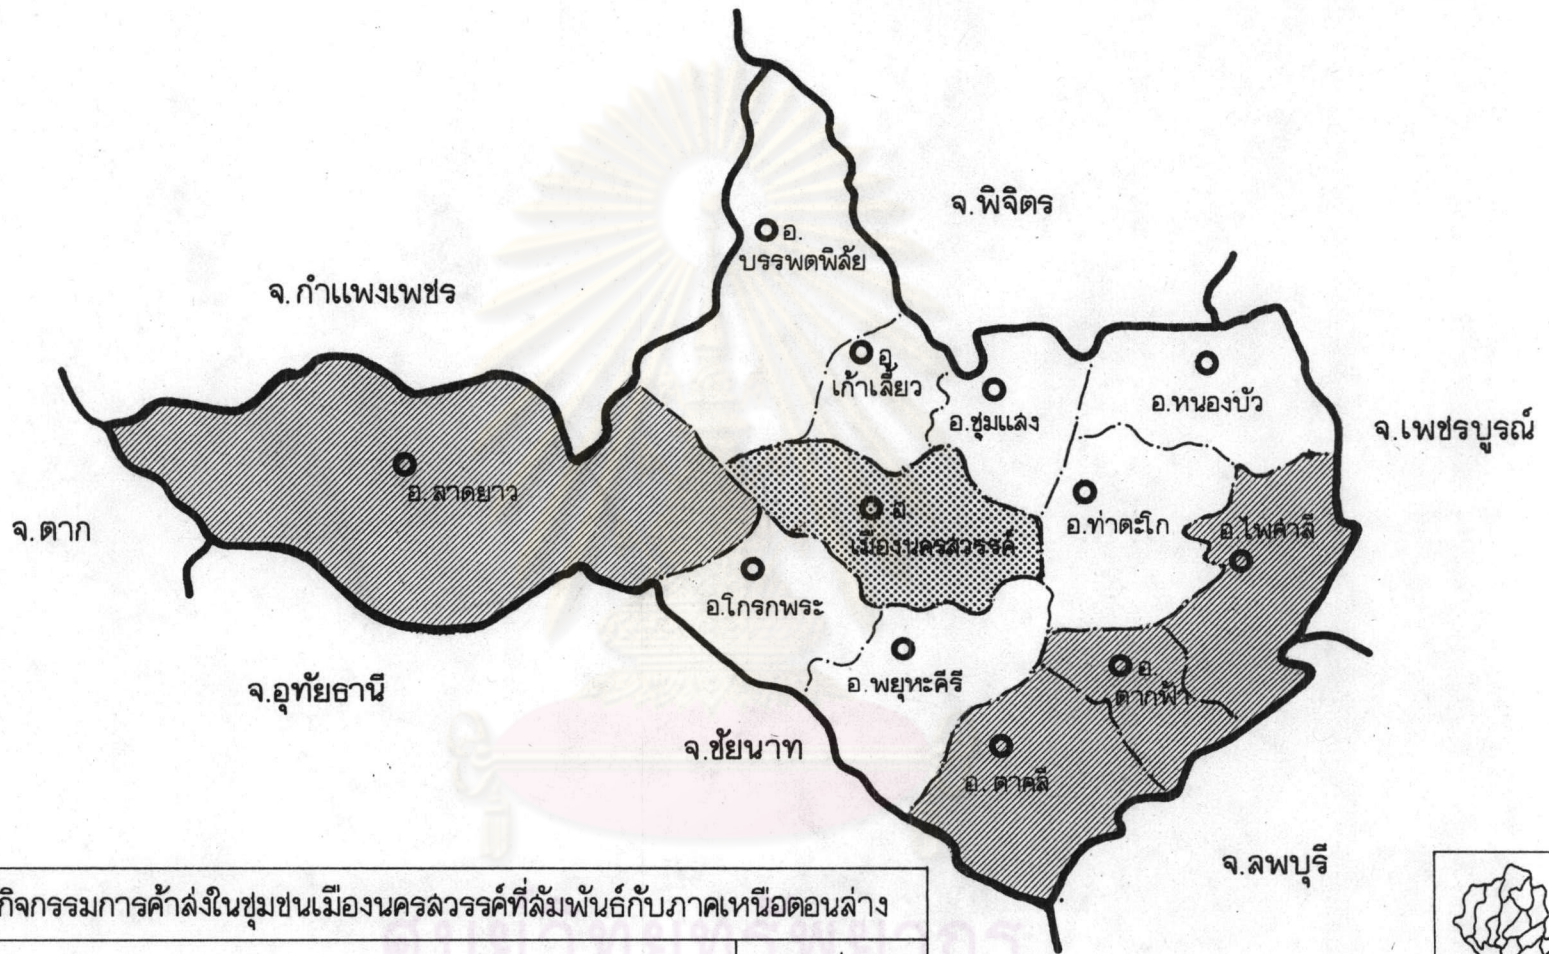 จ.พิจิตร
อ.
บรรพตพิสัย
จ.กำแพงเพชร
อ.
เก้าเลี้ยว
อ.ชุมแสง
อ.หนองบัว
จ.เพชรบูรณ์
อ.ลาดยาว
จ.ตาก
อ.
เมืองนครสวรรค์
อ.ท่าตะโก
อ.ไพศาลี
อ.โกรกพระ
อ.พยุหะคีรี
อ.
ตากฟ้า
จ.อุทัยธานี
จ.ชัยนาท
อ.ตาคลี
จ.ลพบุรี
กิจกรรมการค้าส่งในชุมชนเมืองนครสวรรค์ที่สัมพันธ์กับภาคเหนือตอนล่าง